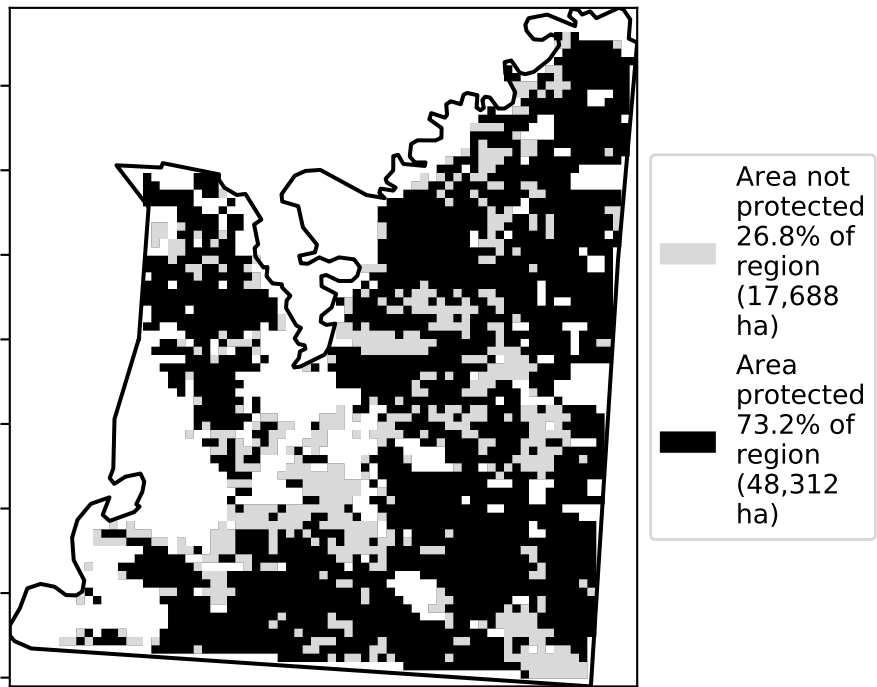 Area not
protected
26.8% of
region
(17,688
ha)
Area
protected
73.2% of
region
(48,312
ha)